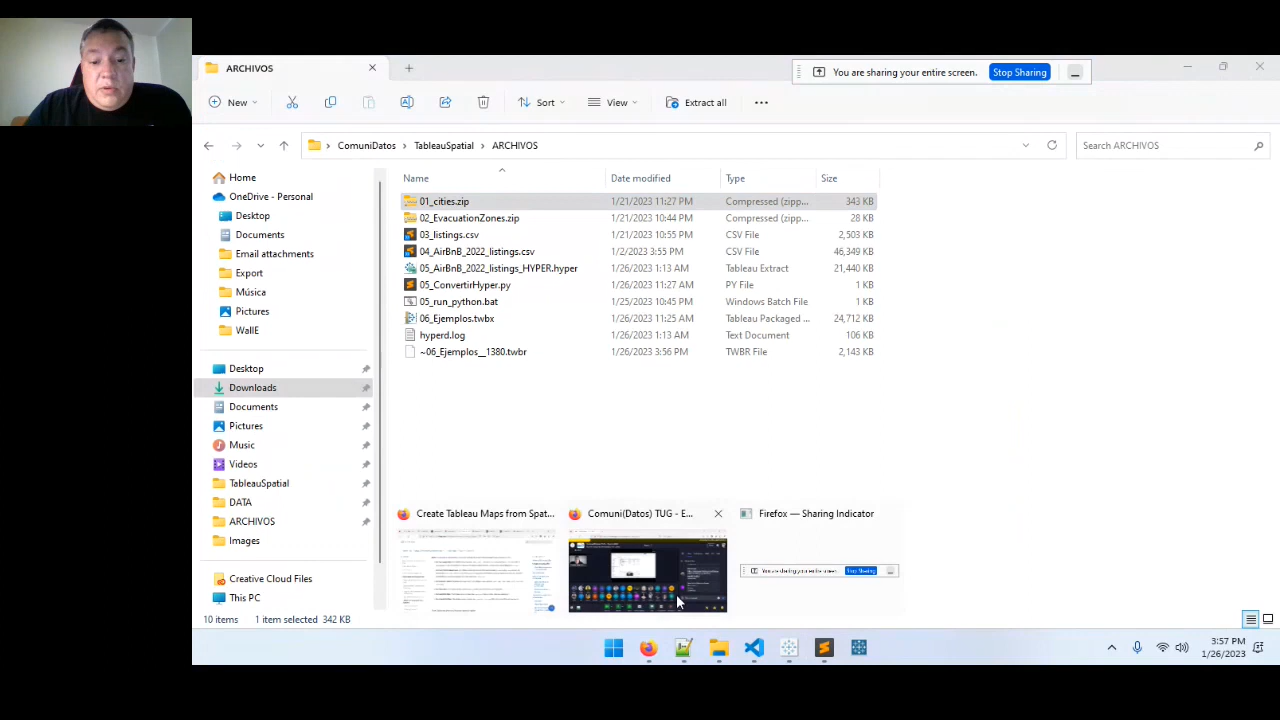 ARCHIVOS
You are sharing your entire screen.
Stop Sharing
New
Sort
View
Extract all
ComuniDatos > TableauSpatial > ARCHIVOS
Search ARCHIVOS
Name
Date modified
Type
Size
01_cities.zip 1/21/2023 11:27 PM Compressed (zipp... 343 KB
02_EvacuationZones.zip 1/21/2023 10:44 PM Compressed (zipp... 28 KB
03_listings.csv 1/21/2023 10:55 PM CSV File 2,503 KB
04_AirBnB_2022_listings.csv 1/2/2023 3:55 PM CSV File 46,349 KB
05_AirBnB_2022_listings_HYPER.hyper 1/26/2023 1:13 AM Tableau Extract 21,440 KB
05_ConvertirHyper.py 1/26/2023 11:27 AM PY File 1 KB
05_run_python.bat 1/25/2023 10:45 PM Windows Batch File 1 KB
06_Ejemplos.twbx 1/26/2023 11:25 AM Tableau Packaged ... 24,712 KB
hyperd.log 1/26/2023 1:13 AM Text Document 106 KB
~06_Ejemplos__1380.twbr 1/26/2023 3:56 PM TWBR File 2,143 KB
Home
OneDrive - Personal
Desktop
Documents
Email attachments
Export
Música
Pictures
WallE
Desktop
Downloads
Documents
Pictures
Music
Videos
TableauSpatial
DATA
ARCHIVOS
Images
Creative Cloud Files
This PC
Create Tableau Maps from Spat...
Comuni(Datos) TUG - E...
Firefox — Sharing Indicator
Stop Sharing
10 items
1 item selected 342 KB
3:57 PM
1/26/2023